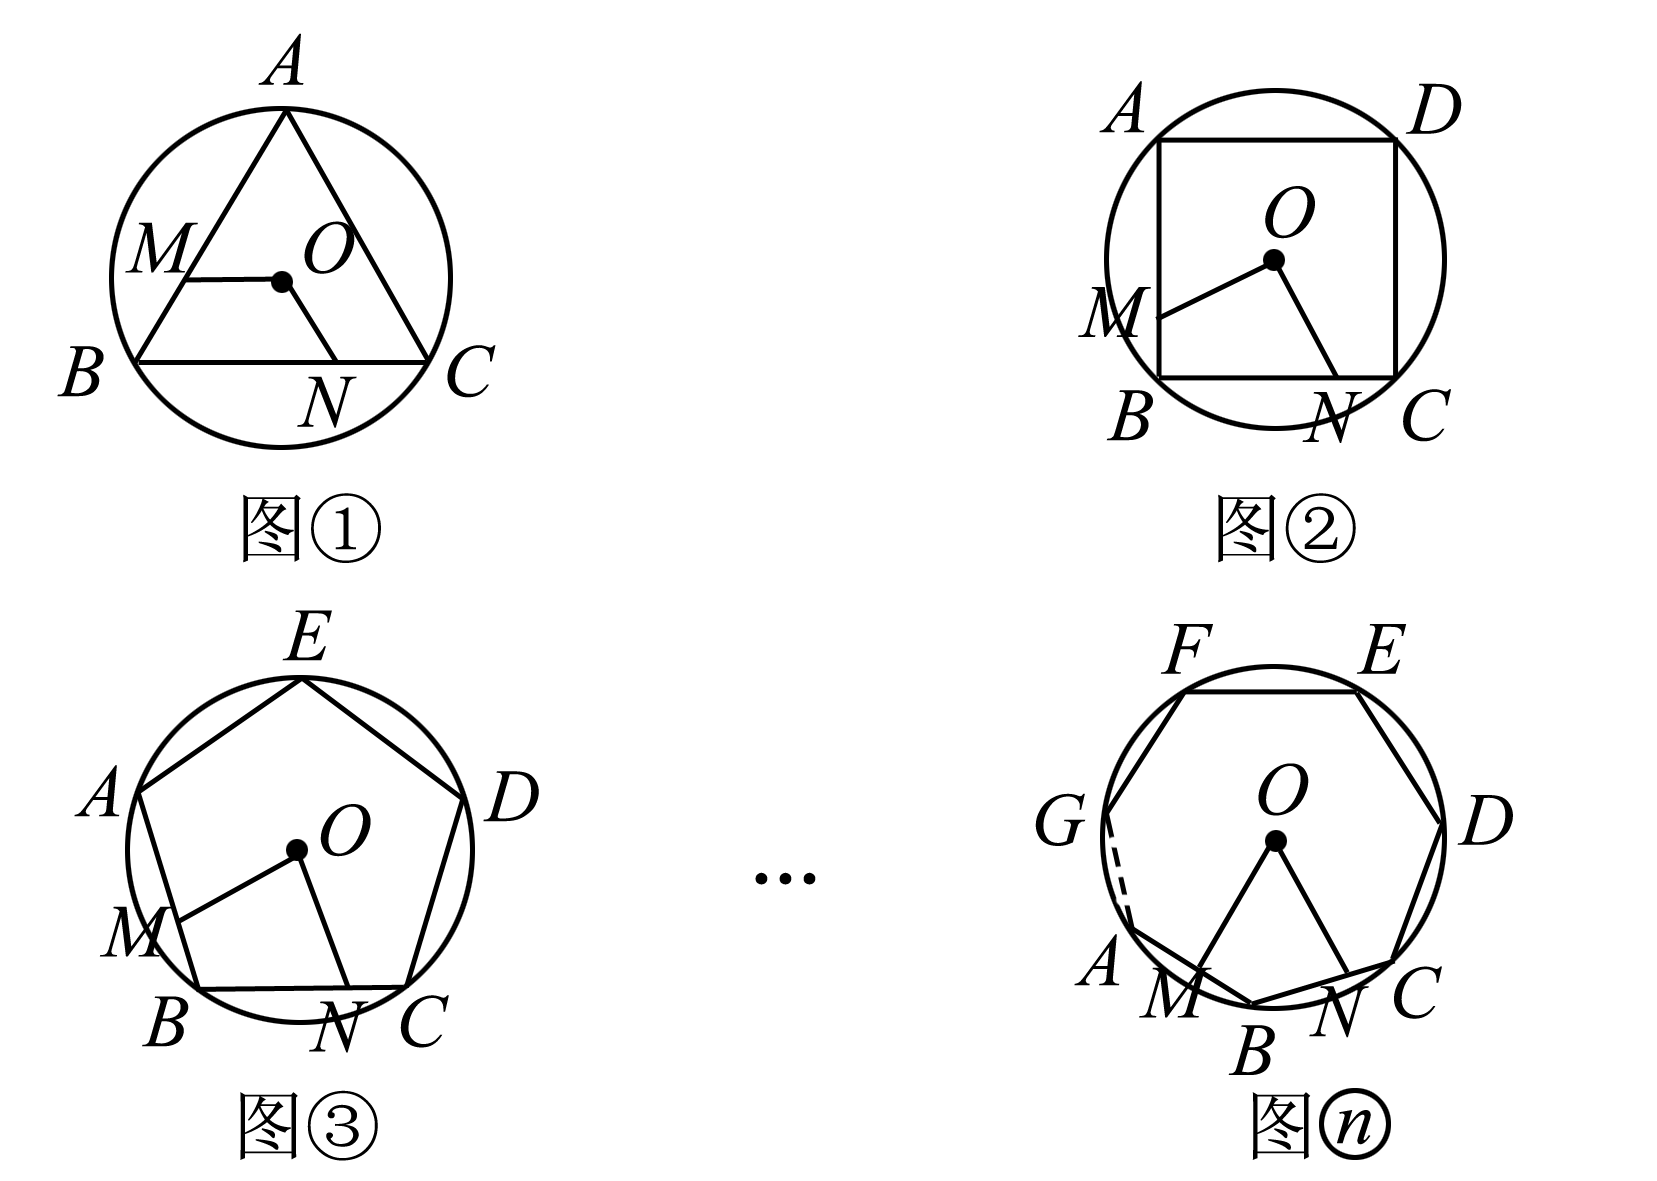 A
M O
B N C
图①
A D
O
M
B N C
图②
E
A D
O
M
B N C
图③
...
F E
O
G D
A M N C
B
图ⓝ